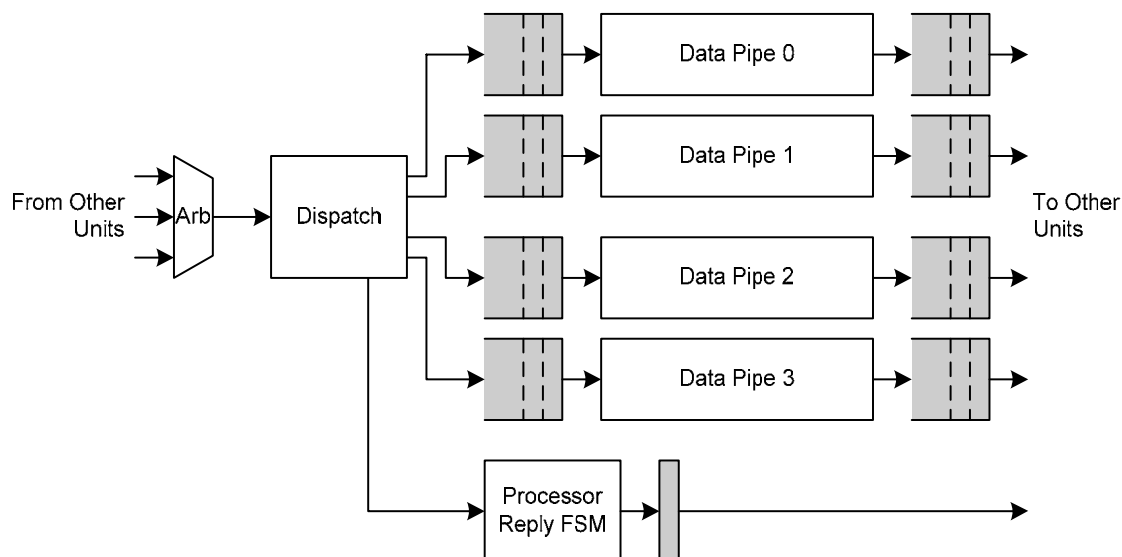 Data Pipe 0
Data Pipe 1
From Other
Units
Arb
Dispatch
To Other
Units
Data Pipe 2
Data Pipe 3
Processor
Reply FSM